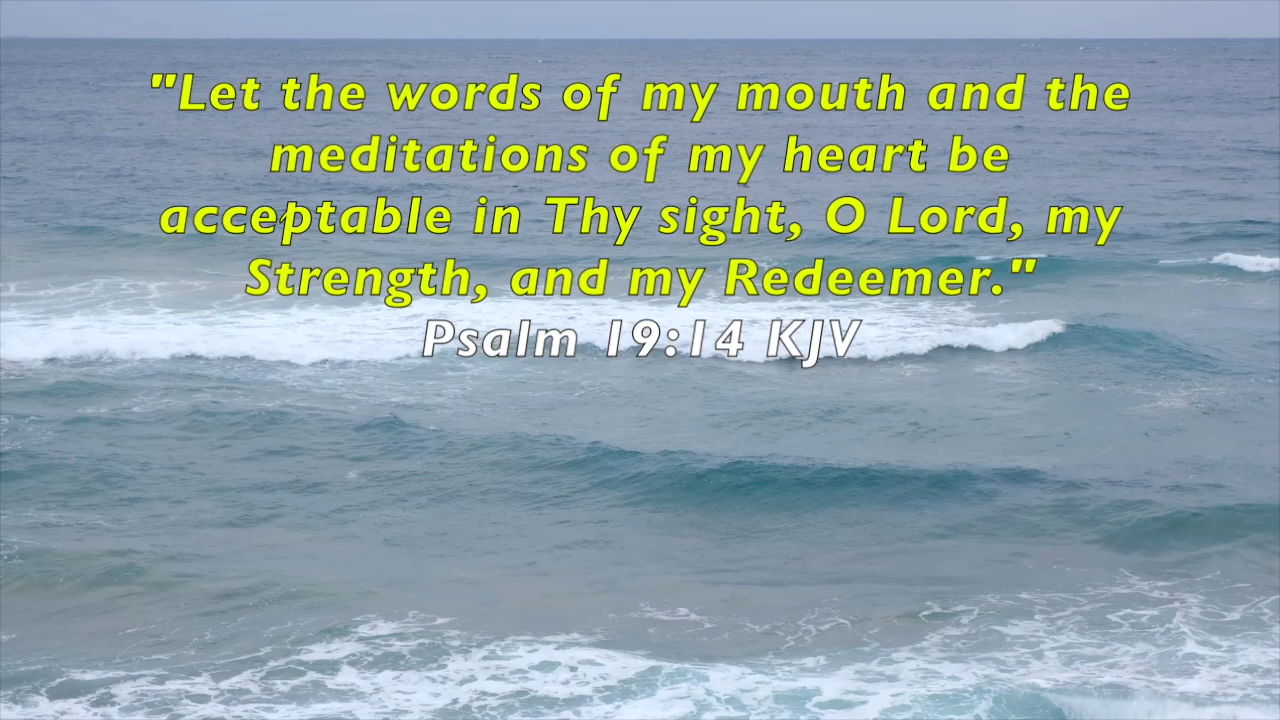 "Let the words of my mouth and the
meditations of my heart be
acceptable in Thy sight, O Lord, my
Strength, and my Redeemer."
Psalm 19:14 KJV